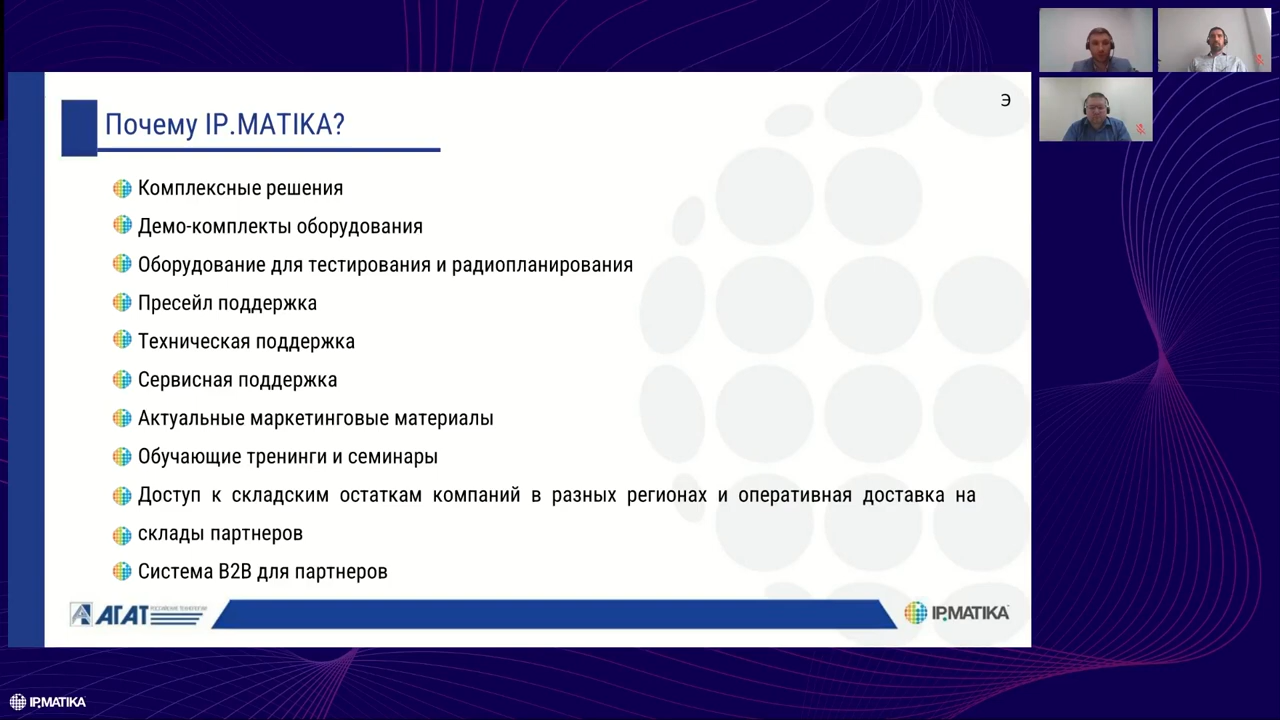 Э
Почему IP.MATIKA?
Комплексные решения
Демо-комплекты оборудования
Оборудование для тестирования и радиопланирования
Пресейл поддержка
Техническая поддержка
Сервисная поддержка
Актуальные маркетинговые материалы
Обучающие тренинги и семинары
Доступ к складским остаткам компаний в разных регионах и оперативная доставка на
склады партнеров
Система B2B для партнеров
АГАТ РОССИЙСКИЕ ТЕХНОЛОГИИ
IP.MATIKA
IP.MATIKA